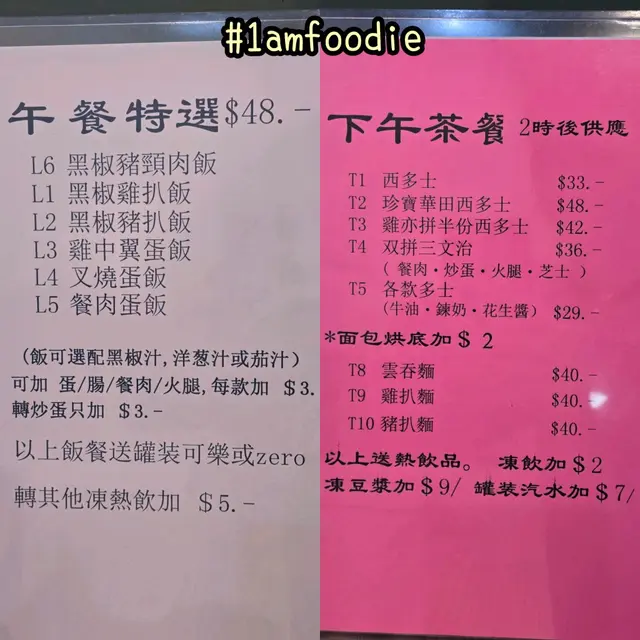 #1amfoodie
午餐特選$48.-
L6 黑椒豬頸肉飯
L1 黑椒雞扒飯
L2 黑椒豬扒飯
L3 雞中翼蛋飯
L4 叉燒蛋飯
L5 餐肉蛋飯
(飯可選配黑椒汁,洋葱汁或茄汁)
可加 蛋/腸/餐肉/火腿,每款加 $3.
轉炒蛋只加 $3.-
以上飯餐送罐裝可樂或zero
轉其他凍熱飲加 $5.-
下午茶餐 2時後供應
T1 西多士 $33.-
T2 珍寶華田西多士 $48.-
T3 雞亦拼半份西多士 $42.-
T4 双拼三文治 $36.-
(餐肉・炒蛋・火腿・芝士)
T5 各款多士
(牛油・鍊奶・花生醬) $29.-
*面包烘底加$2
T8 雲吞麵 $40.-
T9 雞扒麵 $40.-
T10 豬扒麵 $40.-
以上送熱飲品。 凍飲加$2
凍豆漿加$9/ 罐裝汽水加$7/